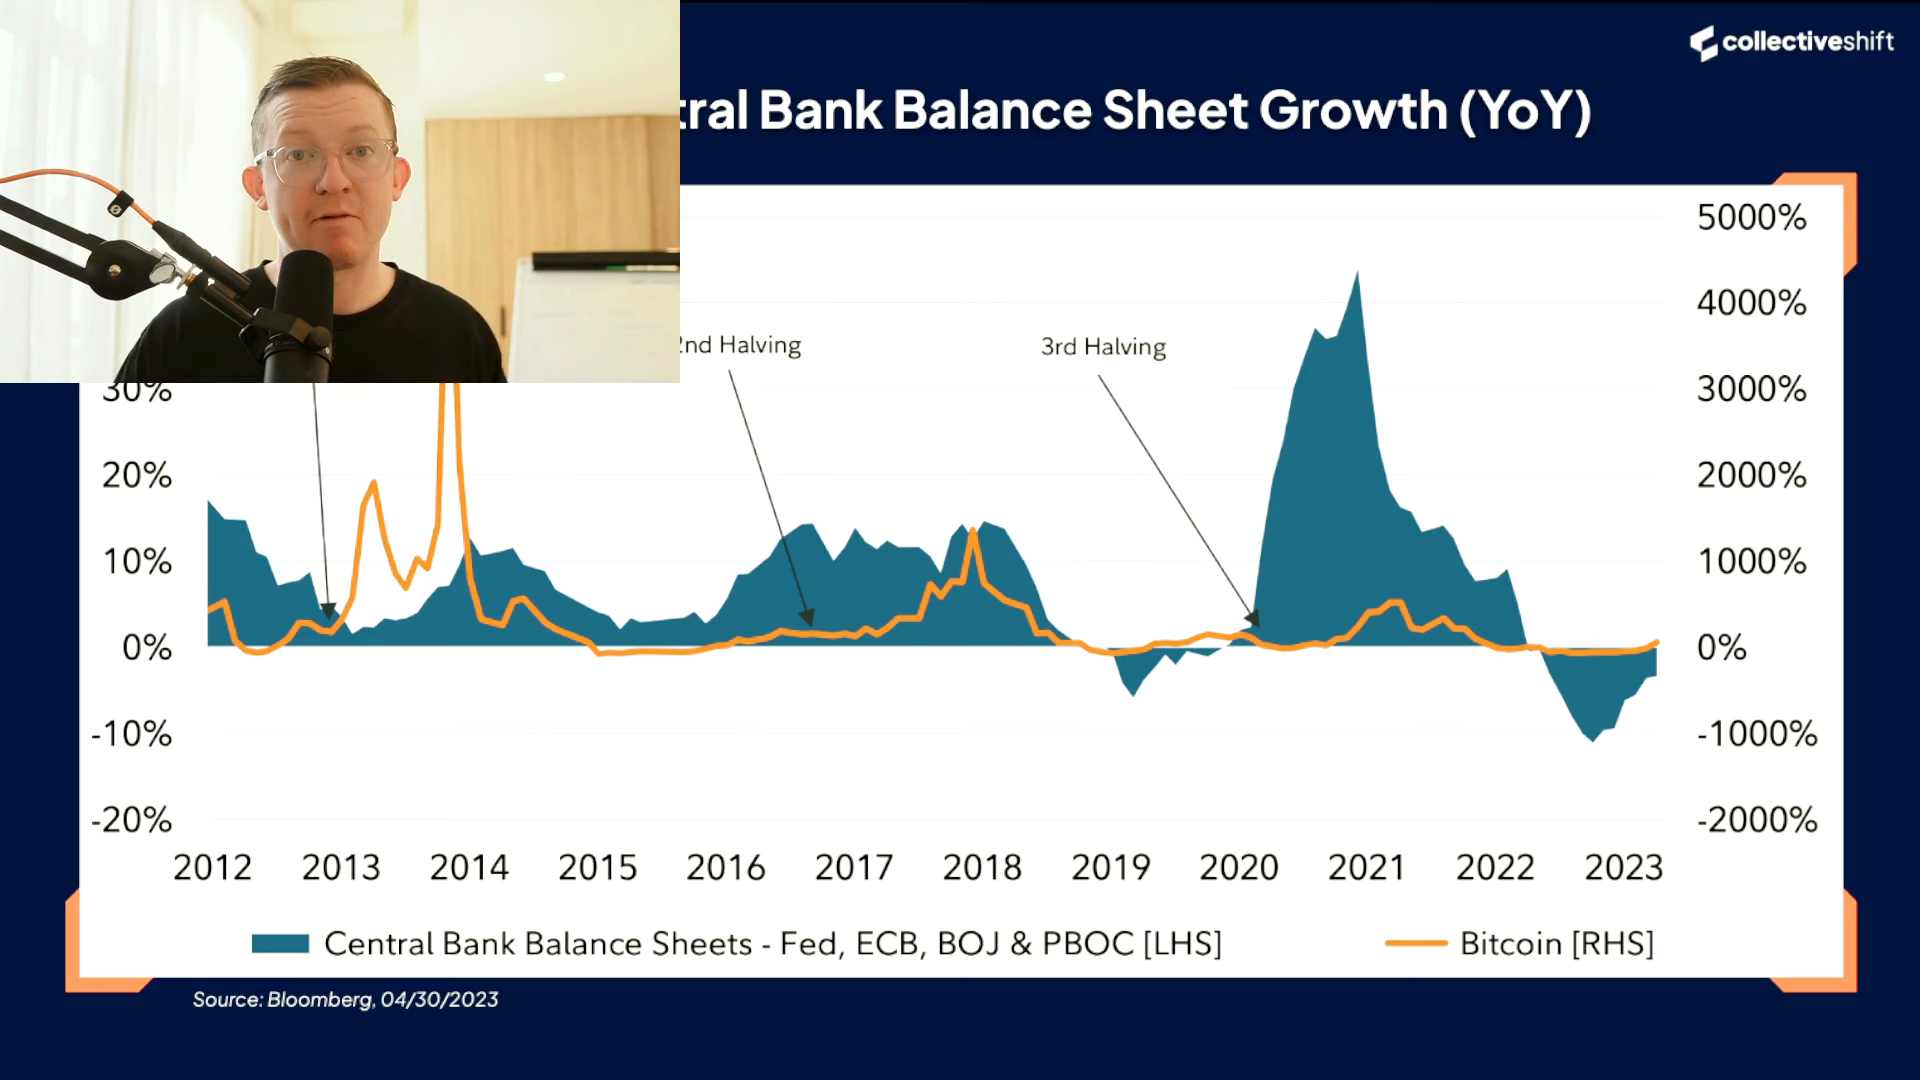 collectiveshift
Bank Balance Sheet Growth (YoY)
5000%
4000%
Halving
3rd Halving
30%
3000%
20%
2000%
10%
1000%
0%
0%
-10%
-1000%
-20%
-2000%
2012 2013 2014 2015 2016 2017 2018 2019 2020 2021 2022 2023
Central Bank Balance Sheets - Fed, ECB, BOJ & PBOC [LHS]
Bitcoin [RHS]
Source: Bloomberg, 04/30/2023